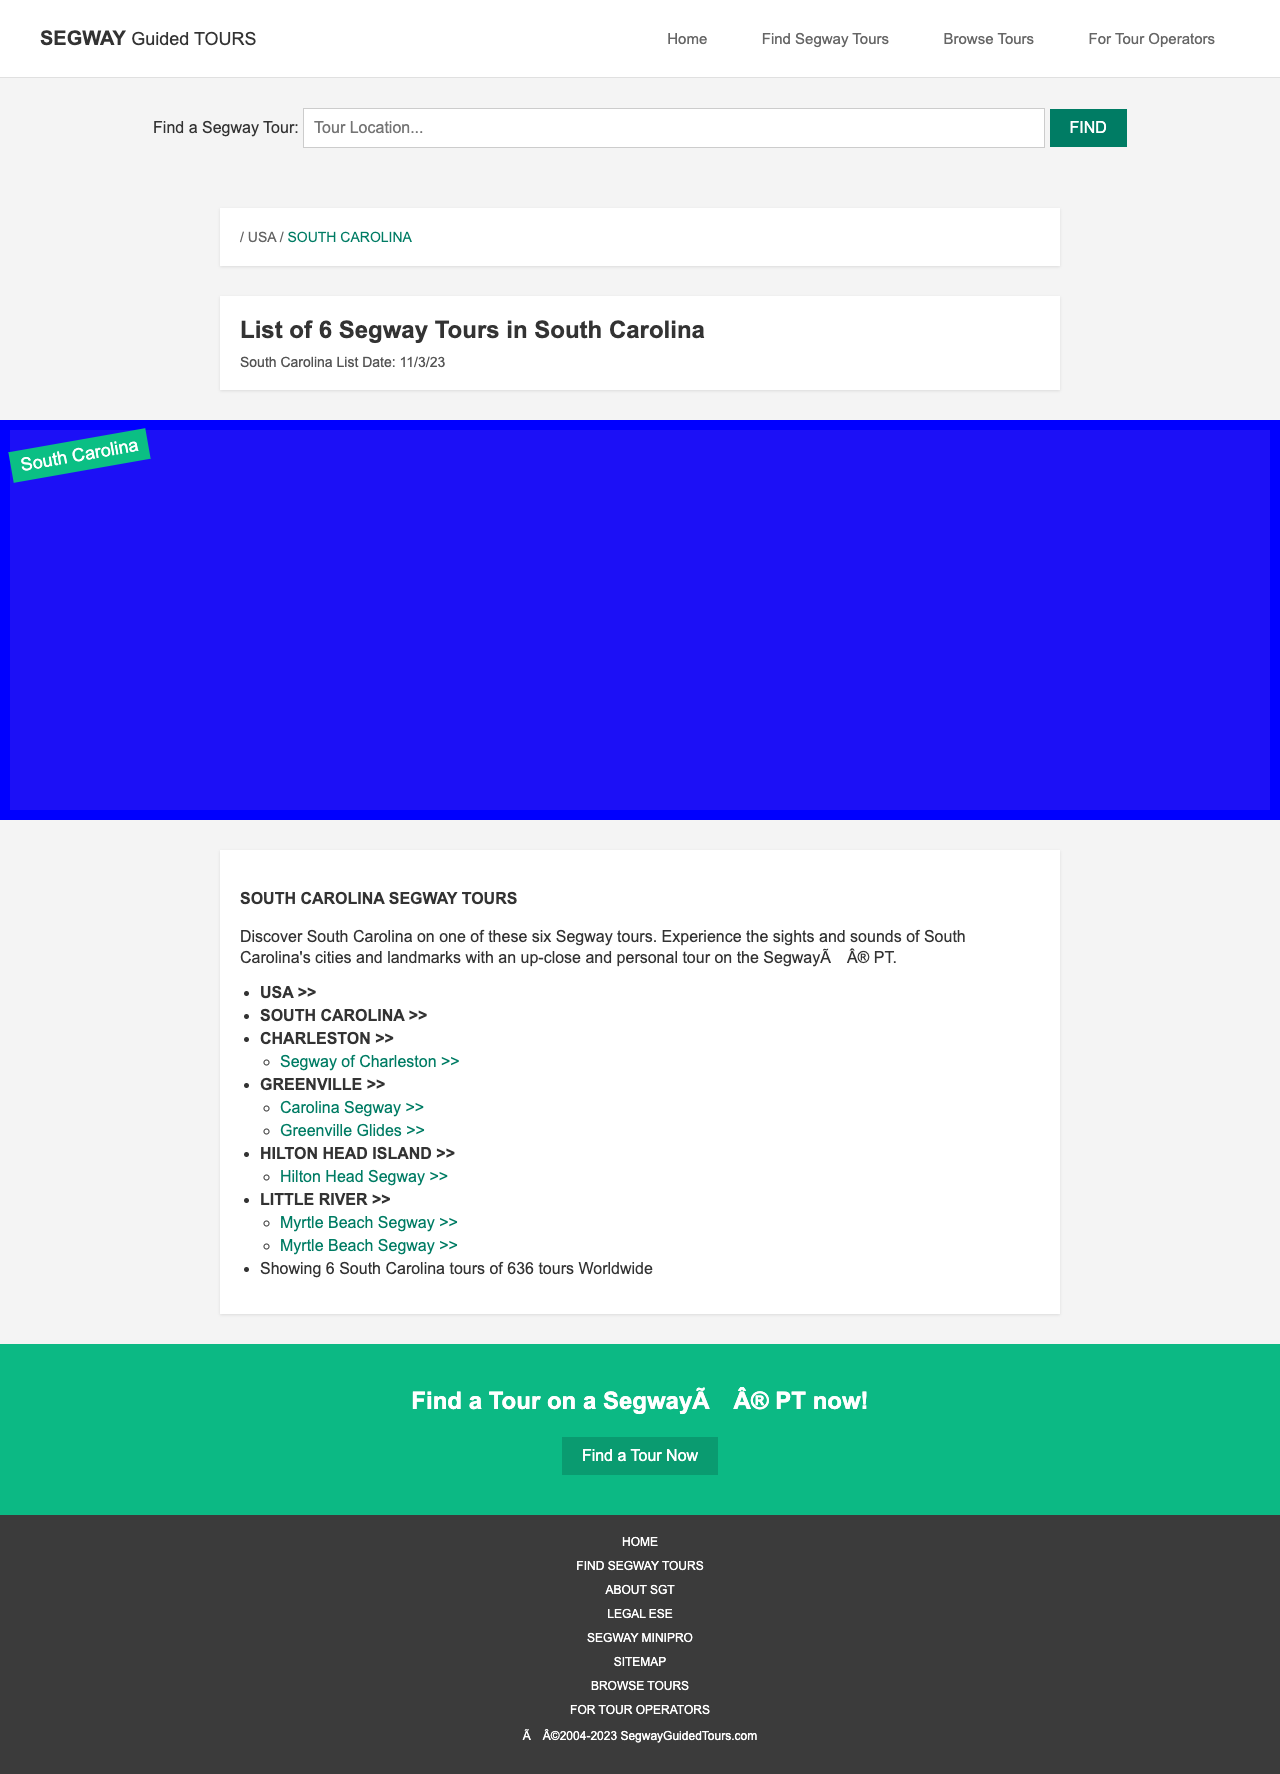 SEGWAY Guided TOURS
Home
Find Segway Tours
Browse Tours
For Tour Operators
Find a Segway Tour:
Tour Location...
FIND
/ USA / SOUTH CAROLINA
List of 6 Segway Tours in South Carolina
South Carolina List Date: 11/3/23
South Carolina
SOUTH CAROLINA SEGWAY TOURS
Discover South Carolina on one of these six Segway tours. Experience the sights and sounds of South
Carolina's cities and landmarks with an up-close and personal tour on the SegwayÃ Â® PT.
USA >>
SOUTH CAROLINA >>
CHARLESTON >>
Segway of Charleston >>
GREENVILLE >>
Carolina Segway >>
Greenville Glides >>
HILTON HEAD ISLAND >>
Hilton Head Segway >>
LITTLE RIVER >>
Myrtle Beach Segway >>
Myrtle Beach Segway >>
Showing 6 South Carolina tours of 636 tours Worldwide
Find a Tour on a SegwayÃ Â® PT now!
Find a Tour Now
HOME
FIND SEGWAY TOURS
ABOUT SGT
LEGAL ESE
SEGWAY MINIPRO
SITEMAP
BROWSE TOURS
FOR TOUR OPERATORS
Ã Â©2004-2023 SegwayGuidedTours.com